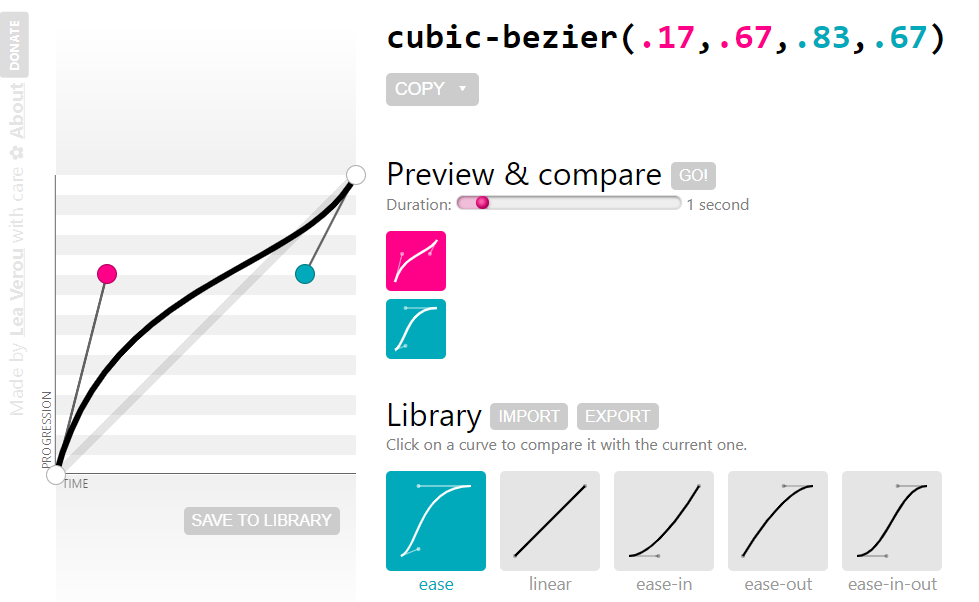 DONATE
Made by Lea Verou with care ✿ About
PROGRESSION
TIME
SAVE TO LIBRARY
cubic-bezier(.17,.67,.83,.67)
COPY
Preview & compare GO!
Duration: 1 second
Library IMPORT EXPORT
Click on a curve to compare it with the current one.
ease linear ease-in ease-out ease-in-out